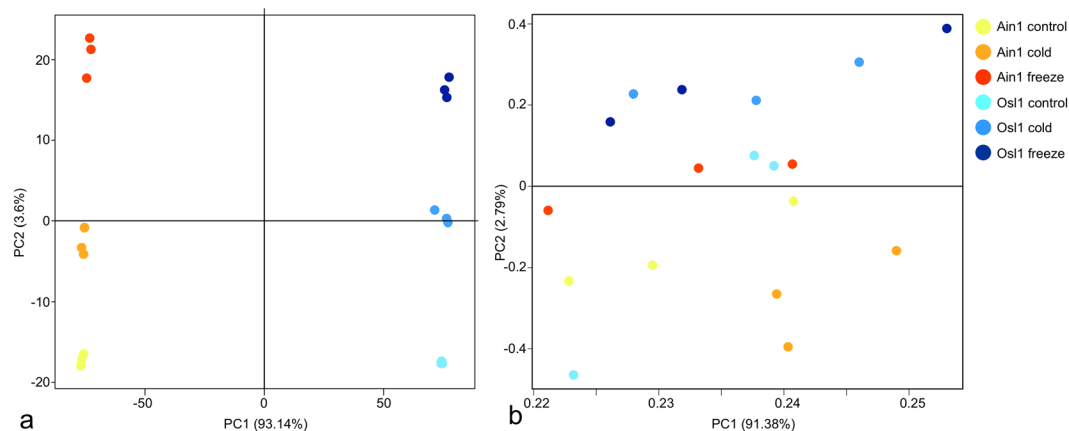 20
10
0
-10
-20
PC2 (3.6%)
-50
0
50
PC1 (93.14%)
a
0.4
0.2
0
-0.2
-0.4
PC2 (2.79%)
0.22
0.23
0.24
0.25
PC1 (91.38%)
b
Ain1 control
Ain1 cold
Ain1 freeze
Osl1 control
Osl1 cold
Osl1 freeze